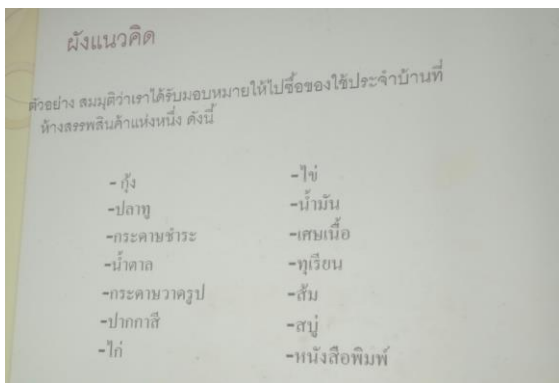 ผังแนวคิด
ตัวอย่าง สมมุติว่าเราได้รับมอบหมายให้ไปซื้อของใช้ประจำบ้านที่
ห้างสรรพสินค้าแห่งหนึ่ง ดังนี้
- กุ้ง
-ปลาทู
-กระดาษชำระ
-น้ำตาล
-กระดาษวาดรูป
-ปากกาสี
-ไก่
-ไข่
-น้ำมัน
-เศษเนื้อ
-ทุเรียน
-ส้ม
-สบู่
-หนังสือพิมพ์